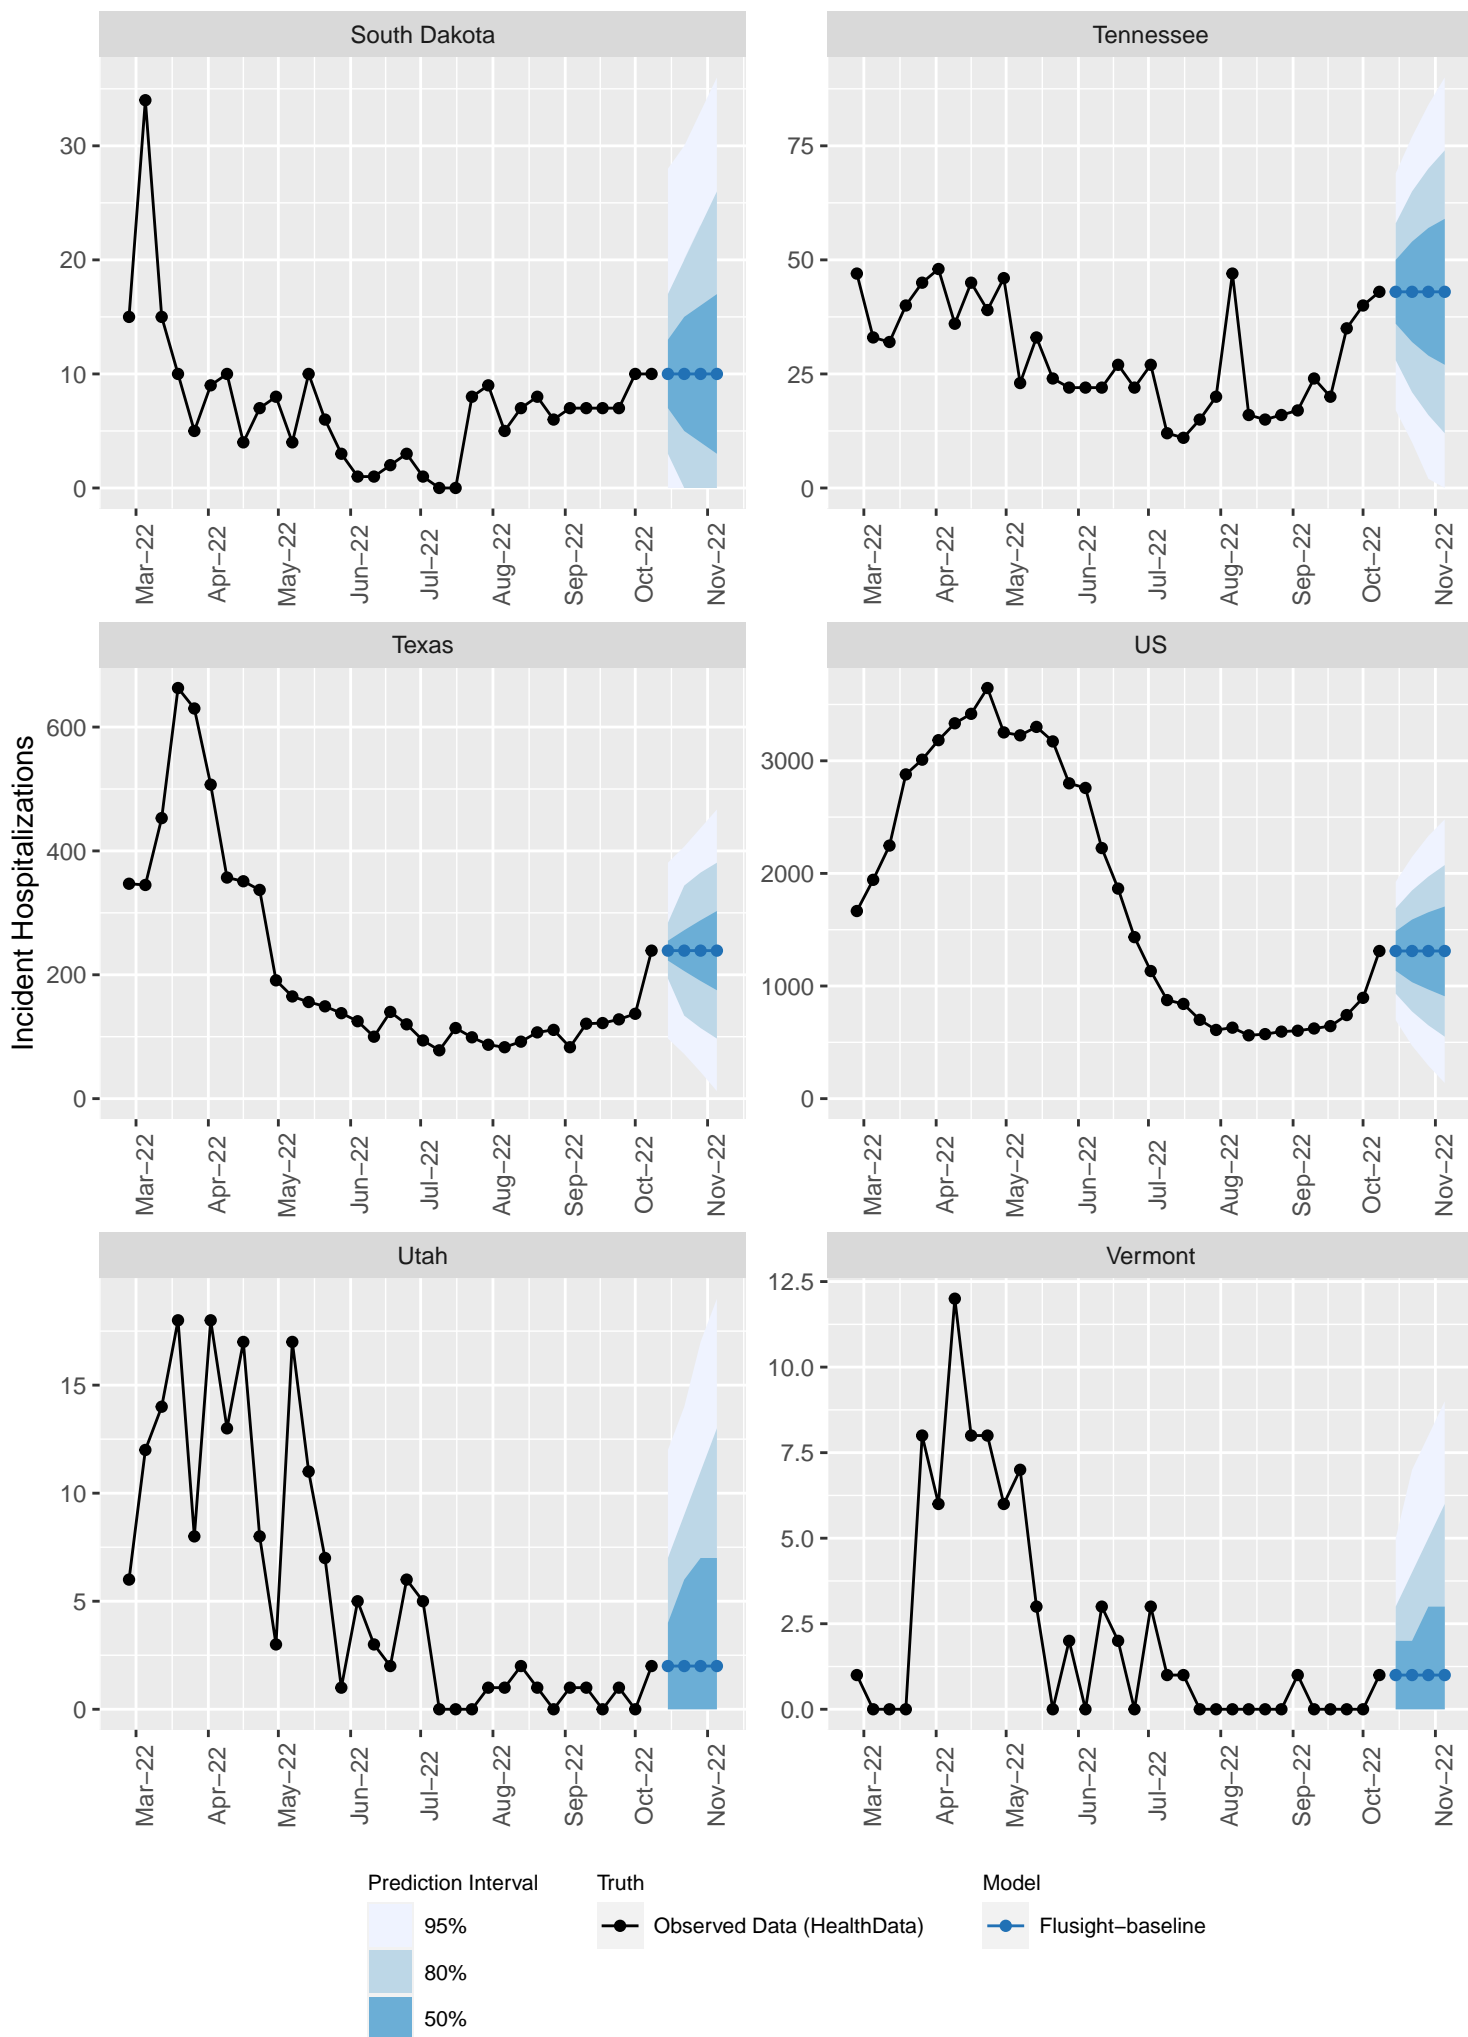 South Dakota
Tennessee
30
20
10
0
75
50
25
0
Mar−22
Apr−22
May−22
Jun−22
Jul−22
Aug−22
Sep−22
Oct−22
Nov−22
Mar−22
Apr−22
May−22
Jun−22
Jul−22
Aug−22
Sep−22
Oct−22
Nov−22
Incident Hospitalizations
Texas
US
600
400
200
0
3000
2000
1000
0
Mar−22
Apr−22
May−22
Jun−22
Jul−22
Aug−22
Sep−22
Oct−22
Nov−22
Mar−22
Apr−22
May−22
Jun−22
Jul−22
Aug−22
Sep−22
Oct−22
Nov−22
Utah
Vermont
15
10
5
0
12.5
10.0
7.5
5.0
2.5
0.0
Mar−22
Apr−22
May−22
Jun−22
Jul−22
Aug−22
Sep−22
Oct−22
Nov−22
Mar−22
Apr−22
May−22
Jun−22
Jul−22
Aug−22
Sep−22
Oct−22
Nov−22
Prediction Interval
95%
80%
50%
Truth
Observed Data (HealthData)
Model
Flusight−baseline